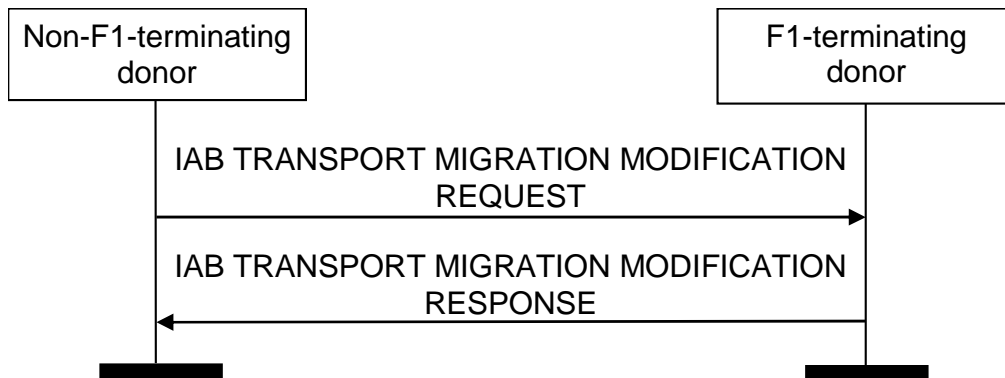 Non-F1-terminating
donor
F1-terminating
donor
IAB TRANSPORT MIGRATION MODIFICATION
REQUEST
IAB TRANSPORT MIGRATION MODIFICATION
RESPONSE